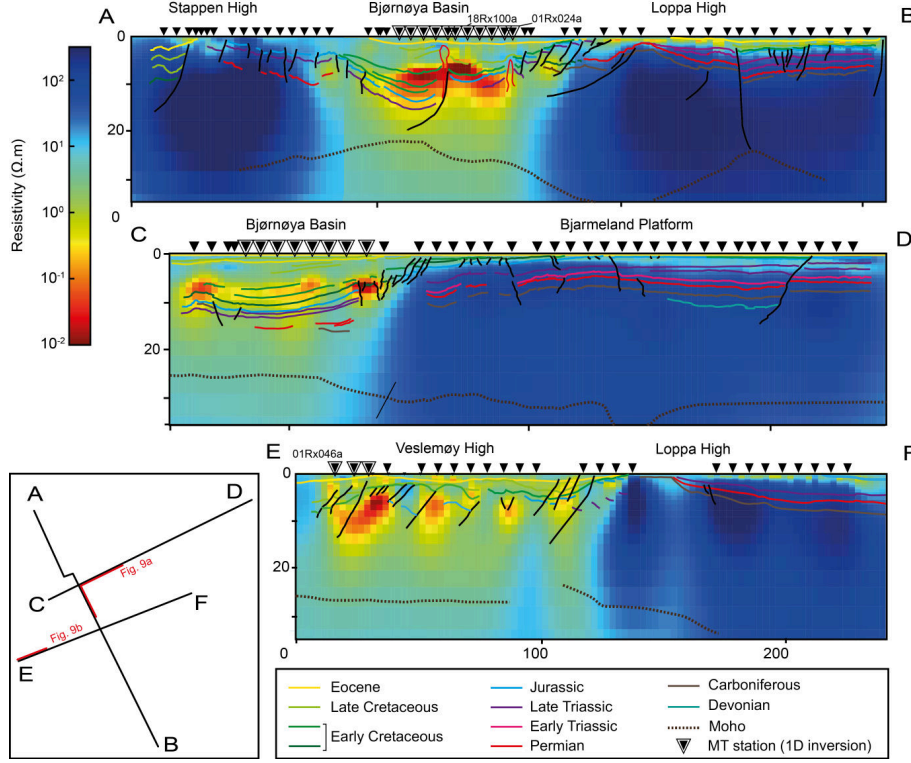 Stappen High
Bjørnøya Basin
Loppa High
A
B
18Rx100a
01Rx024a
0
20
0
Resistivity (Ω.m)
10²
10¹
10⁰
10⁻¹
10⁻²
Bjørnøya Basin
Bjarmeland Platform
C
D
0
20
Veslemøy High
Loppa High
E
01Rx046a
0
20
0
100
200
A
D
Fig. 9a
C
F
Fig. 9b
E
B
Eocene
Late Cretaceous
Early Cretaceous
Jurassic
Late Triassic
Early Triassic
Permian
Carboniferous
Devonian
Moho
MT station (1D inversion)